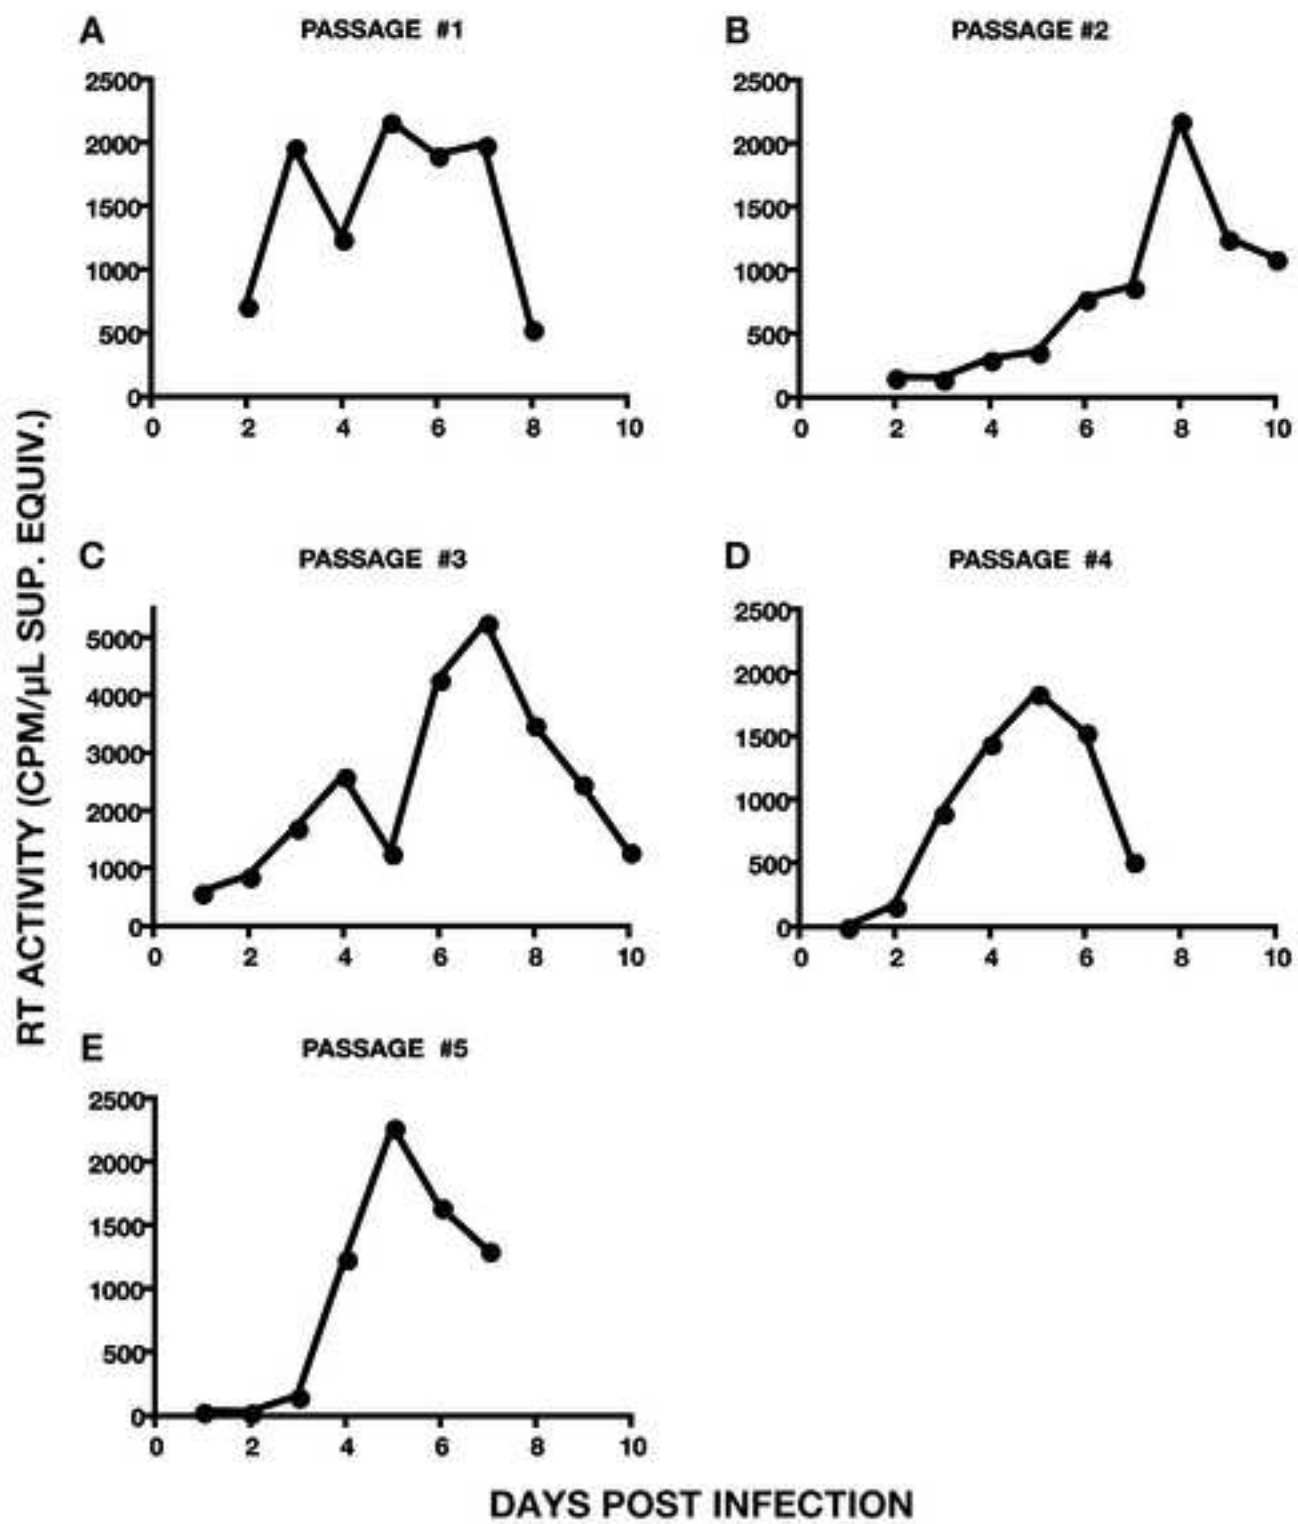 A
PASSAGE #1
2500
2000
1500
1000
500
0
0 2 4 6 8 10
B
PASSAGE #2
2500
2000
1500
1000
500
0
0 2 4 6 8 10
RT ACTIVITY (CPM/µL SUP. EQUIV.)
C
PASSAGE #3
5000
4000
3000
2000
1000
0
0 2 4 6 8 10
D
PASSAGE #4
2500
2000
1500
1000
500
0
0 2 4 6 8 10
E
PASSAGE #5
2500
2000
1500
1000
500
0
0 2 4 6 8 10
DAYS POST INFECTION